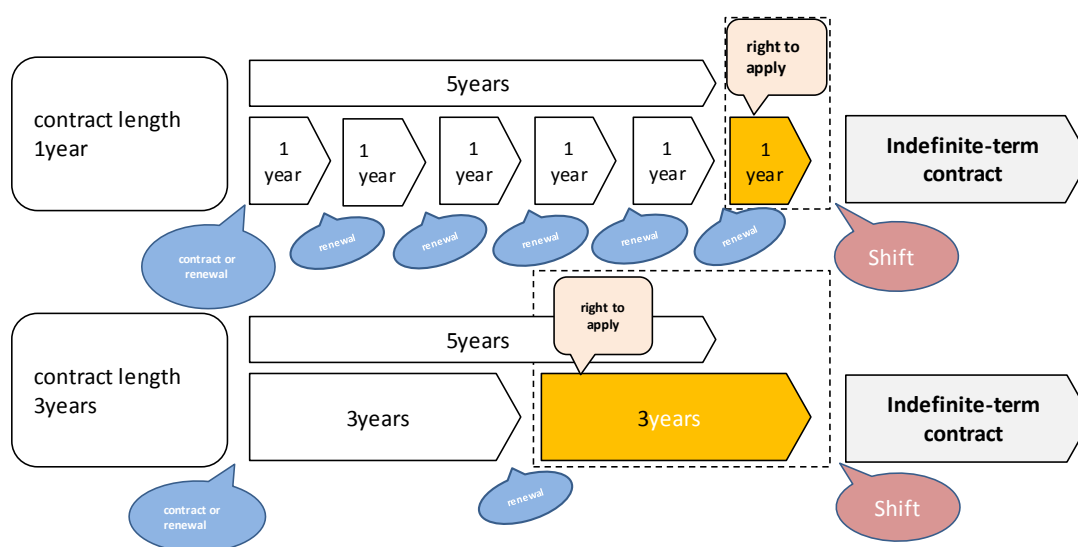 right to
apply
5years
contract length
1year
1
year
1
year
1
year
1
year
1
year
1
year
Indefinite-term
contract
contract or
renewal
renewal
renewal
renewal
renewal
renewal
Shift
right to
apply
5years
contract length
3years
3years
3years
Indefinite-term
contract
contract or
renewal
renewal
Shift